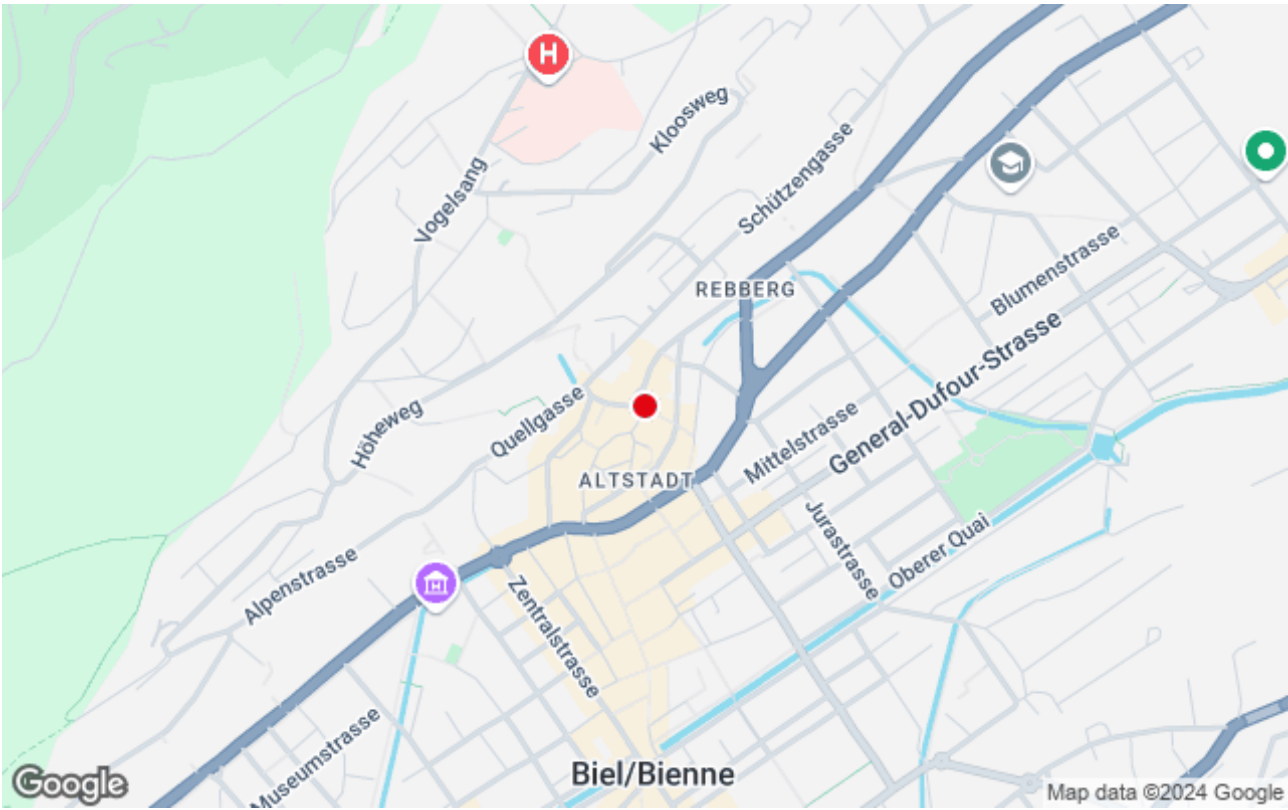 H
Kloosweg
Schützengasse
Vogelsang
Blumenstrasse
REBBERG
General-Dufour-Strasse
Höheweg
Quellgasse
Mittelstrasse
ALTSTADT
Jurastrasse
Oberer Quai
Alpenstrasse
Zentralstrasse
Museumstrasse
Biel/Bienne
Google
Map data ©2024 Google